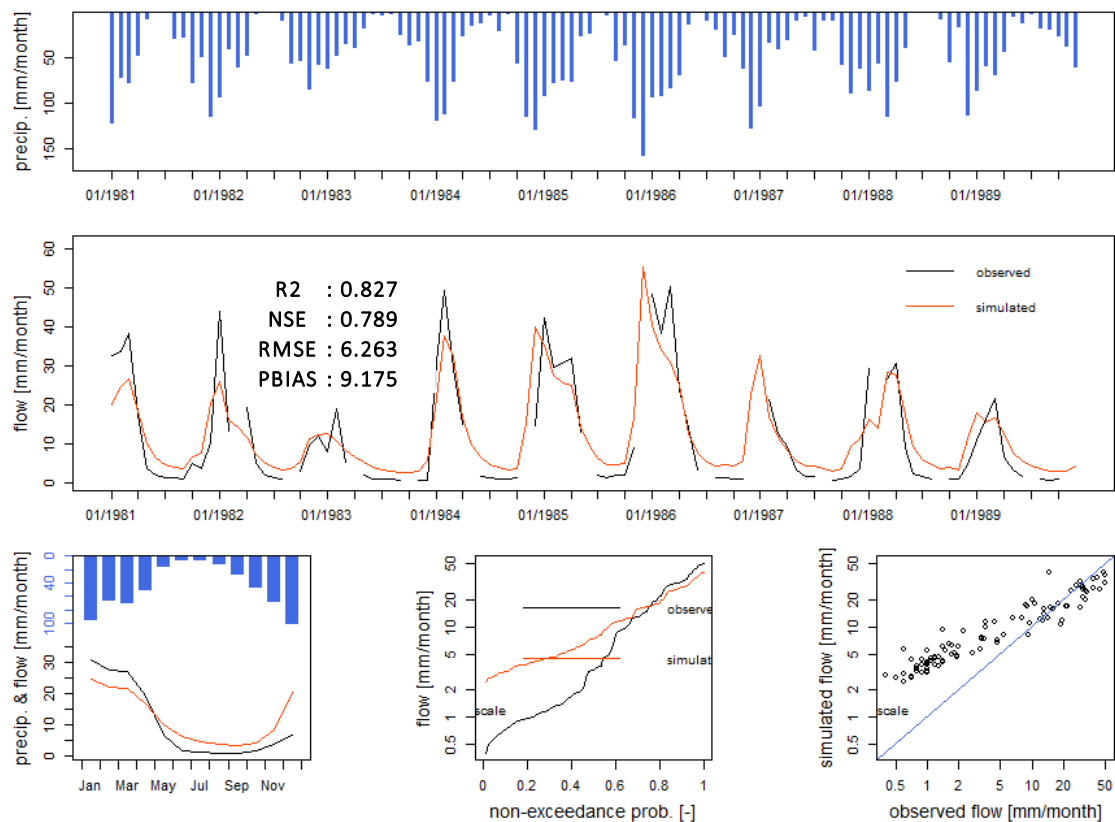 precip. [mm/month]
50
100
150
01/1981 01/1982 01/1983 01/1984 01/1985 01/1986 01/1987 01/1988 01/1989
flow [mm/month]
60
50
40
30
20
10
0
R2 : 0.827
NSE : 0.789
RMSE : 6.263
PBIAS : 9.175
observed
simulated
01/1981 01/1982 01/1983 01/1984 01/1985 01/1986 01/1987 01/1988 01/1989
precip. & flow [mm/month]
0
40
100
30
20
10
0
Jan Mar May Jul Sep Nov
flow [mm/month]
50
20
10
5
2
1
0.5
observe
simulat
scale
0 0.2 0.4 0.6 0.8 1
non-exceedance prob. [-]
simulated flow [mm/month]
50
20
10
5
2
1
0.5
scale
0.5 1 2 5 10 20 50
observed flow [mm/month]